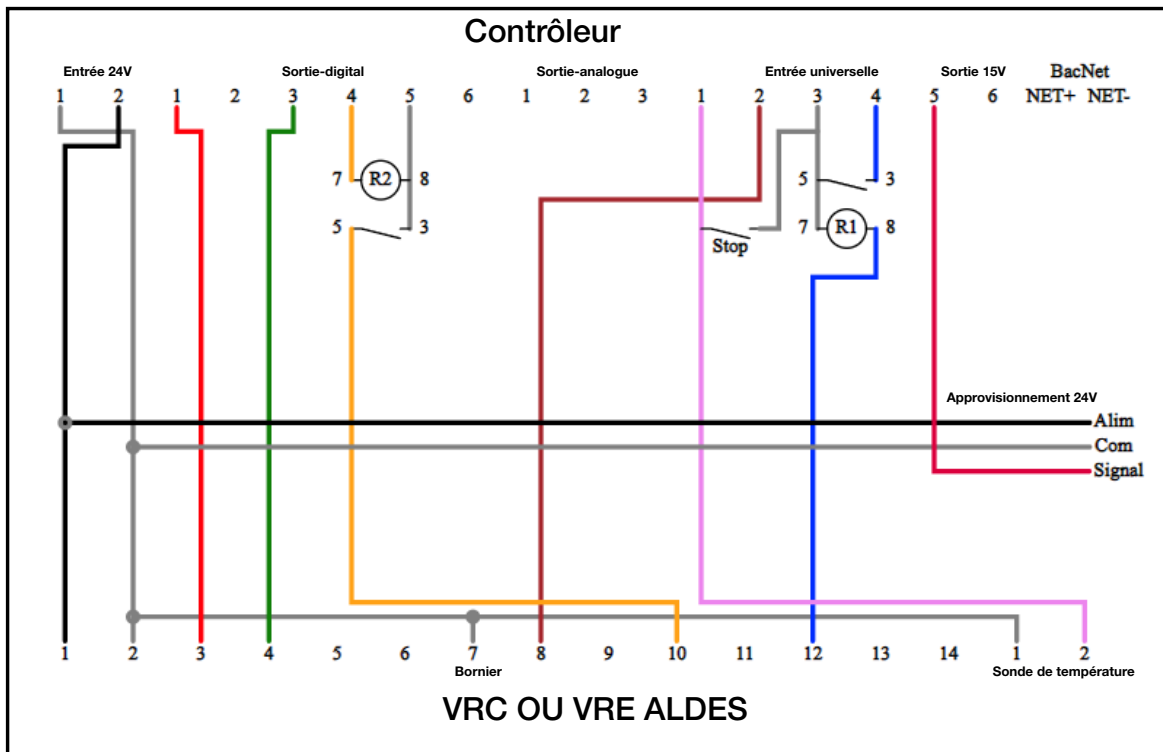 Contrôleur
Entrée 24V Sortie-digital Sortie-analogue Entrée universelle Sortie 15V BacNet
1 2 1 2 3 4 5 6 1 2 3 1 2 3 4 5 6 NET+ NET-
7 R2 8 5 3
5 3 Stop 7 R1 8
Approvisionnement 24V
Alim
Com
Signal
1 2 3 4 5 6 7 8 9 10 11 12 13 14 1 2
Bornier Sonde de température
VRC OU VRE ALDES